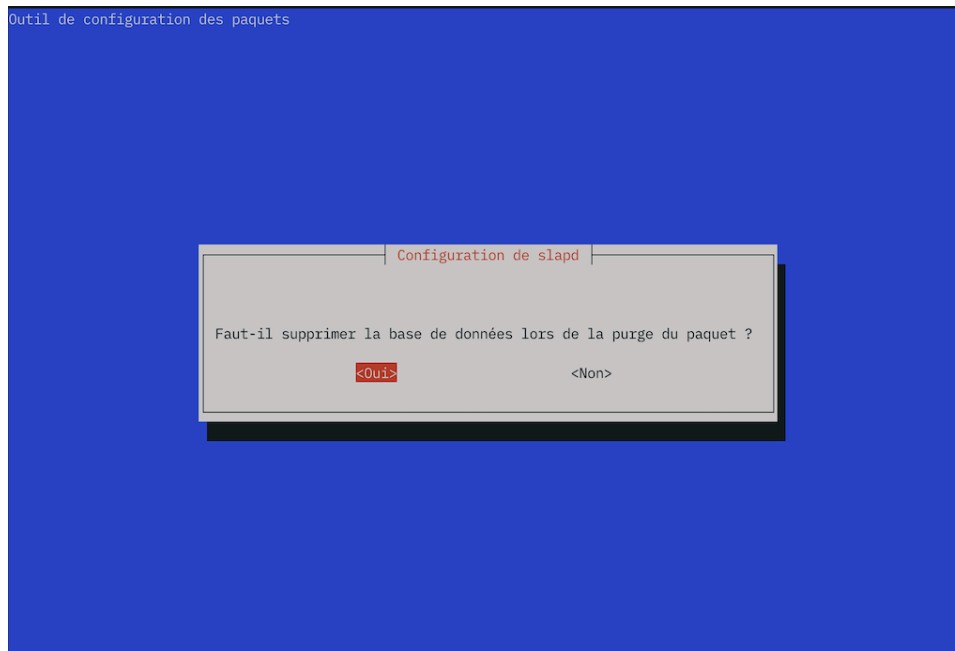 Outil de configuration des paquets
Configuration de slapd
Faut-il supprimer la base de données lors de la purge du paquet ?
<Oui> <Non>